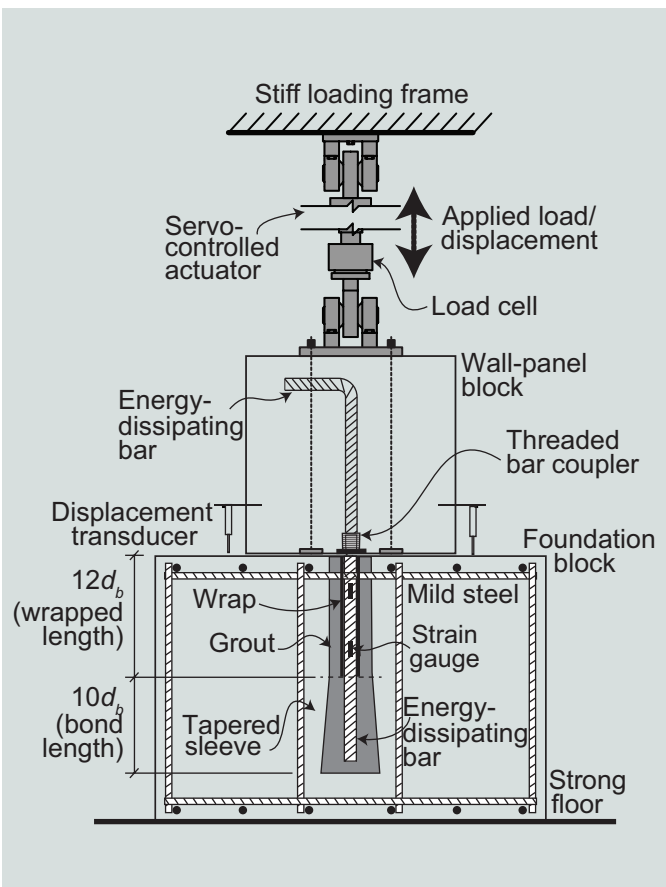 Stiff loading frame
Servo-
controlled
actuator
Applied load/
displacement
Load cell
Wall-panel
block
Energy-
dissipating
bar
Threaded
bar coupler
Displacement
transducer
Foundation
block
12d_b
(wrapped
length)
Wrap
Mild steel
Grout
Strain
gauge
10d_b
(bond
length)
Tapered
sleeve
Energy-
dissipating
bar
Strong
floor